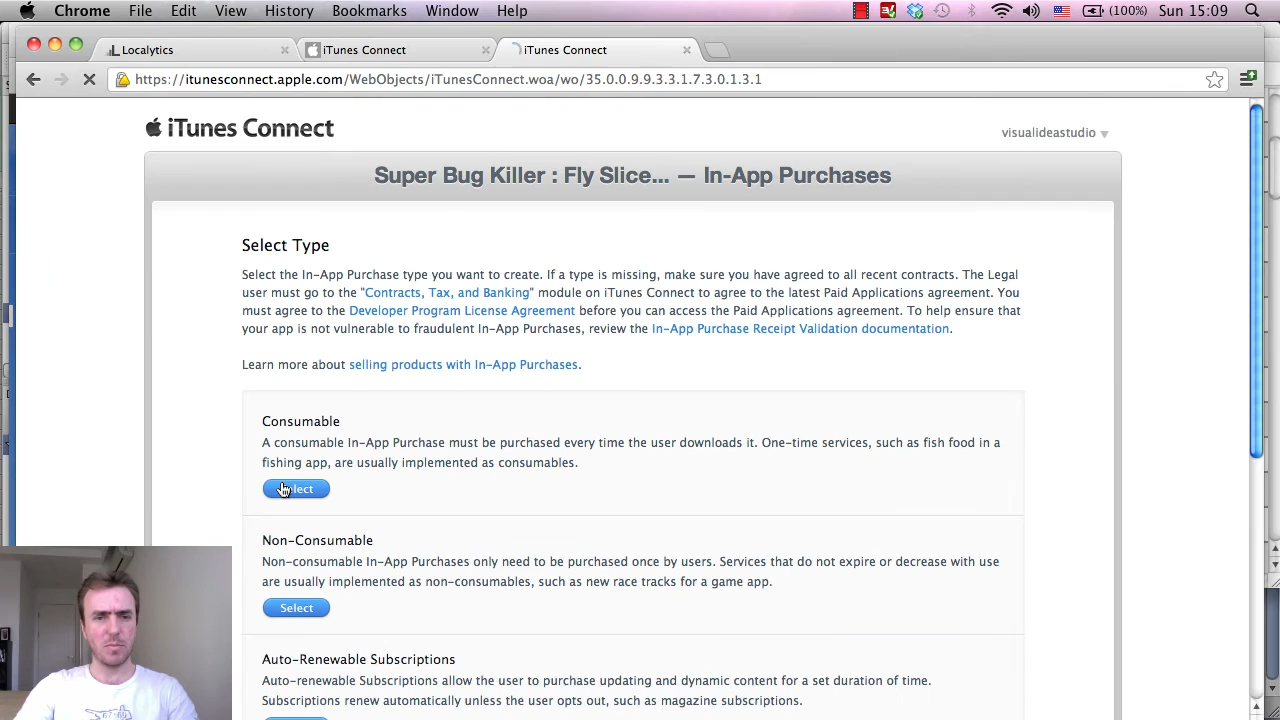 Chrome File Edit View History Bookmarks Window Help (100%) Sun 15:09
Localytics iTunes Connect iTunes Connect
https://itunesconnect.apple.com/WebObjects/iTunesConnect.woa/wo/35.0.0.9.9.3.3.1.7.3.0.1.3.1
iTunes Connect
visualideastudio
Super Bug Killer : Fly Slice... — In-App Purchases
Select Type
Select the In-App Purchase type you want to create. If a type is missing, make sure you have agreed to all recent contracts. The Legal
user must go to the "Contracts, Tax, and Banking" module on iTunes Connect to agree to the latest Paid Applications agreement. You
must agree to the Developer Program License Agreement before you can access the Paid Applications agreement. To help ensure that
your app is not vulnerable to fraudulent In-App Purchases, review the In-App Purchase Receipt Validation documentation.
Learn more about selling products with In-App Purchases.
Consumable
A consumable In-App Purchase must be purchased every time the user downloads it. One-time services, such as fish food in a
fishing app, are usually implemented as consumables.
Select
Non-Consumable
Non-consumable In-App Purchases only need to be purchased once by users. Services that do not expire or decrease with use
are usually implemented as non-consumables, such as new race tracks for a game app.
Select
Auto-Renewable Subscriptions
Auto-renewable Subscriptions allow the user to purchase updating and dynamic content for a set duration of time.
Subscriptions renew automatically unless the user opts out, such as magazine subscriptions.